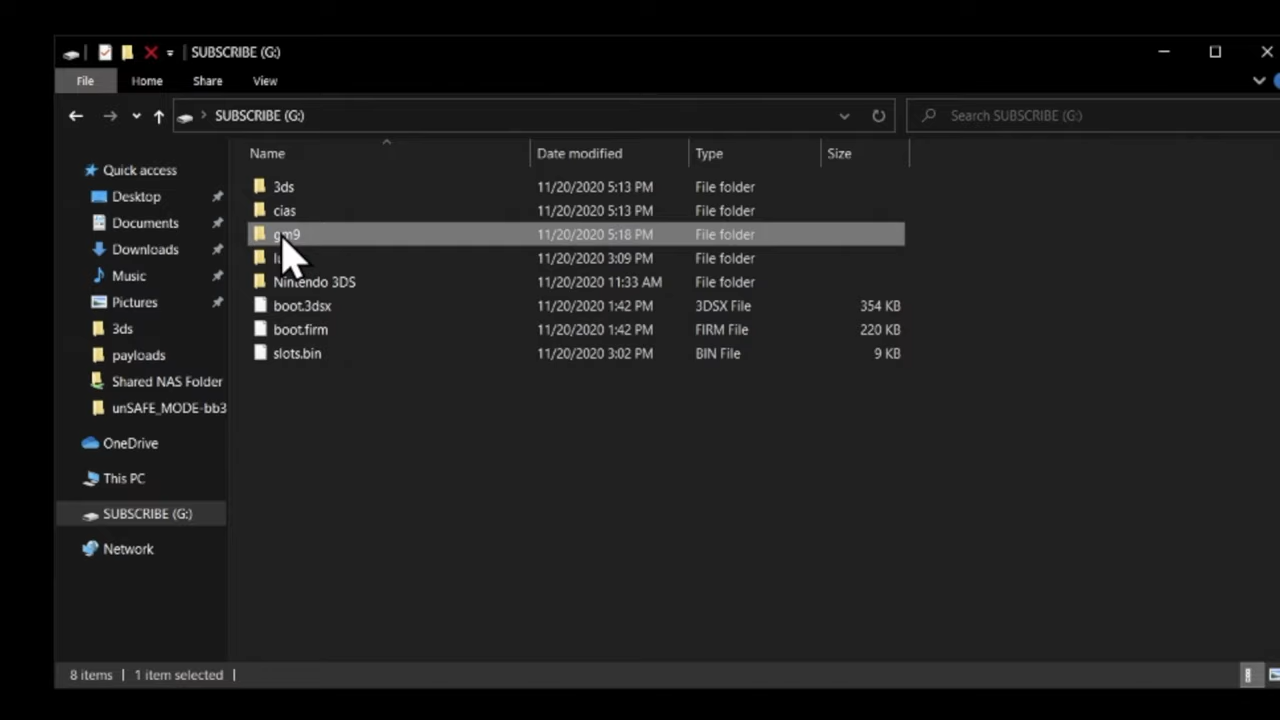 SUBSCRIBE (G:)
File Home Share View
SUBSCRIBE (G:) Search SUBSCRIBE (G:)
Name Date modified Type Size
Quick access
Desktop
Documents
Downloads
Music
Pictures
3ds
payloads
Shared NAS Folder
unSAFE_MODE-bb3
OneDrive
This PC
SUBSCRIBE (G:)
Network
3ds 11/20/2020 5:13 PM File folder
cias 11/20/2020 5:13 PM File folder
gm9 11/20/2020 5:18 PM File folder
11/20/2020 3:09 PM File folder
Nintendo 3DS 11/20/2020 11:33 AM File folder
boot.3dsx 11/20/2020 1:42 PM 3DSX File 354 KB
boot.firm 11/20/2020 1:42 PM FIRM File 220 KB
slots.bin 11/20/2020 3:02 PM BIN File 9 KB
8 items 1 item selected